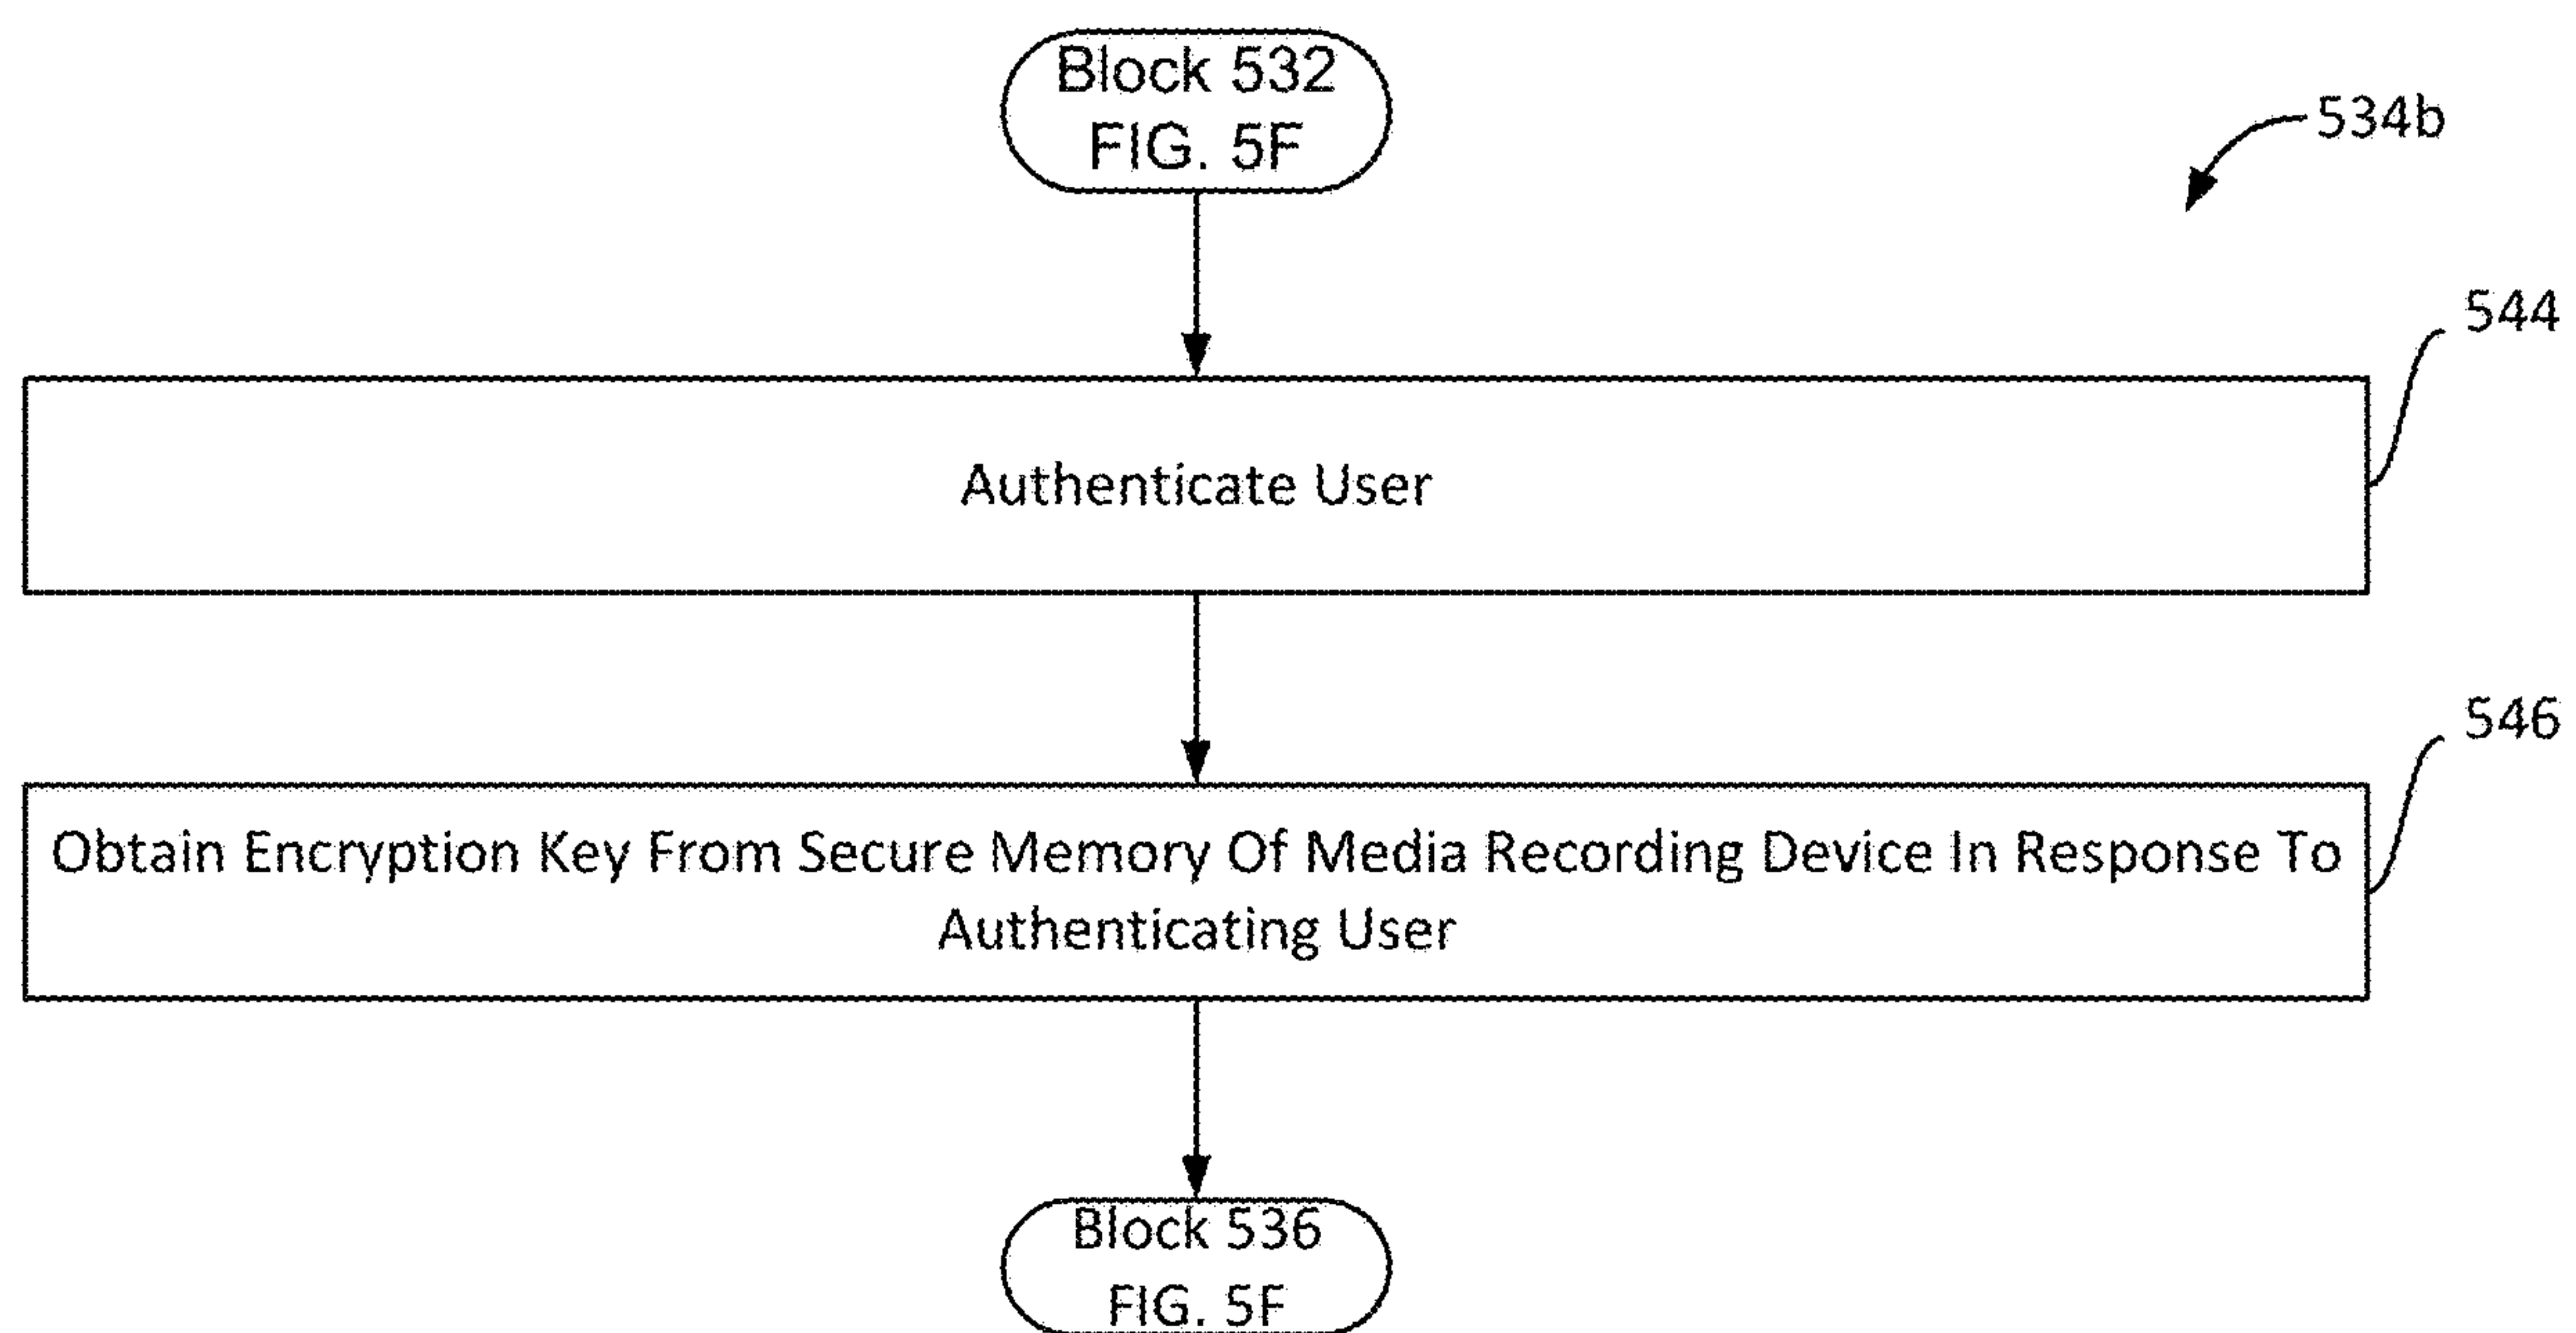 Block 532
FIG. 5F
534b
544
Authenticate User
546
Obtain Encryption Key From Secure Memory Of Media Recording Device In Response To
Authenticating User
Block 536
FIG. 5F